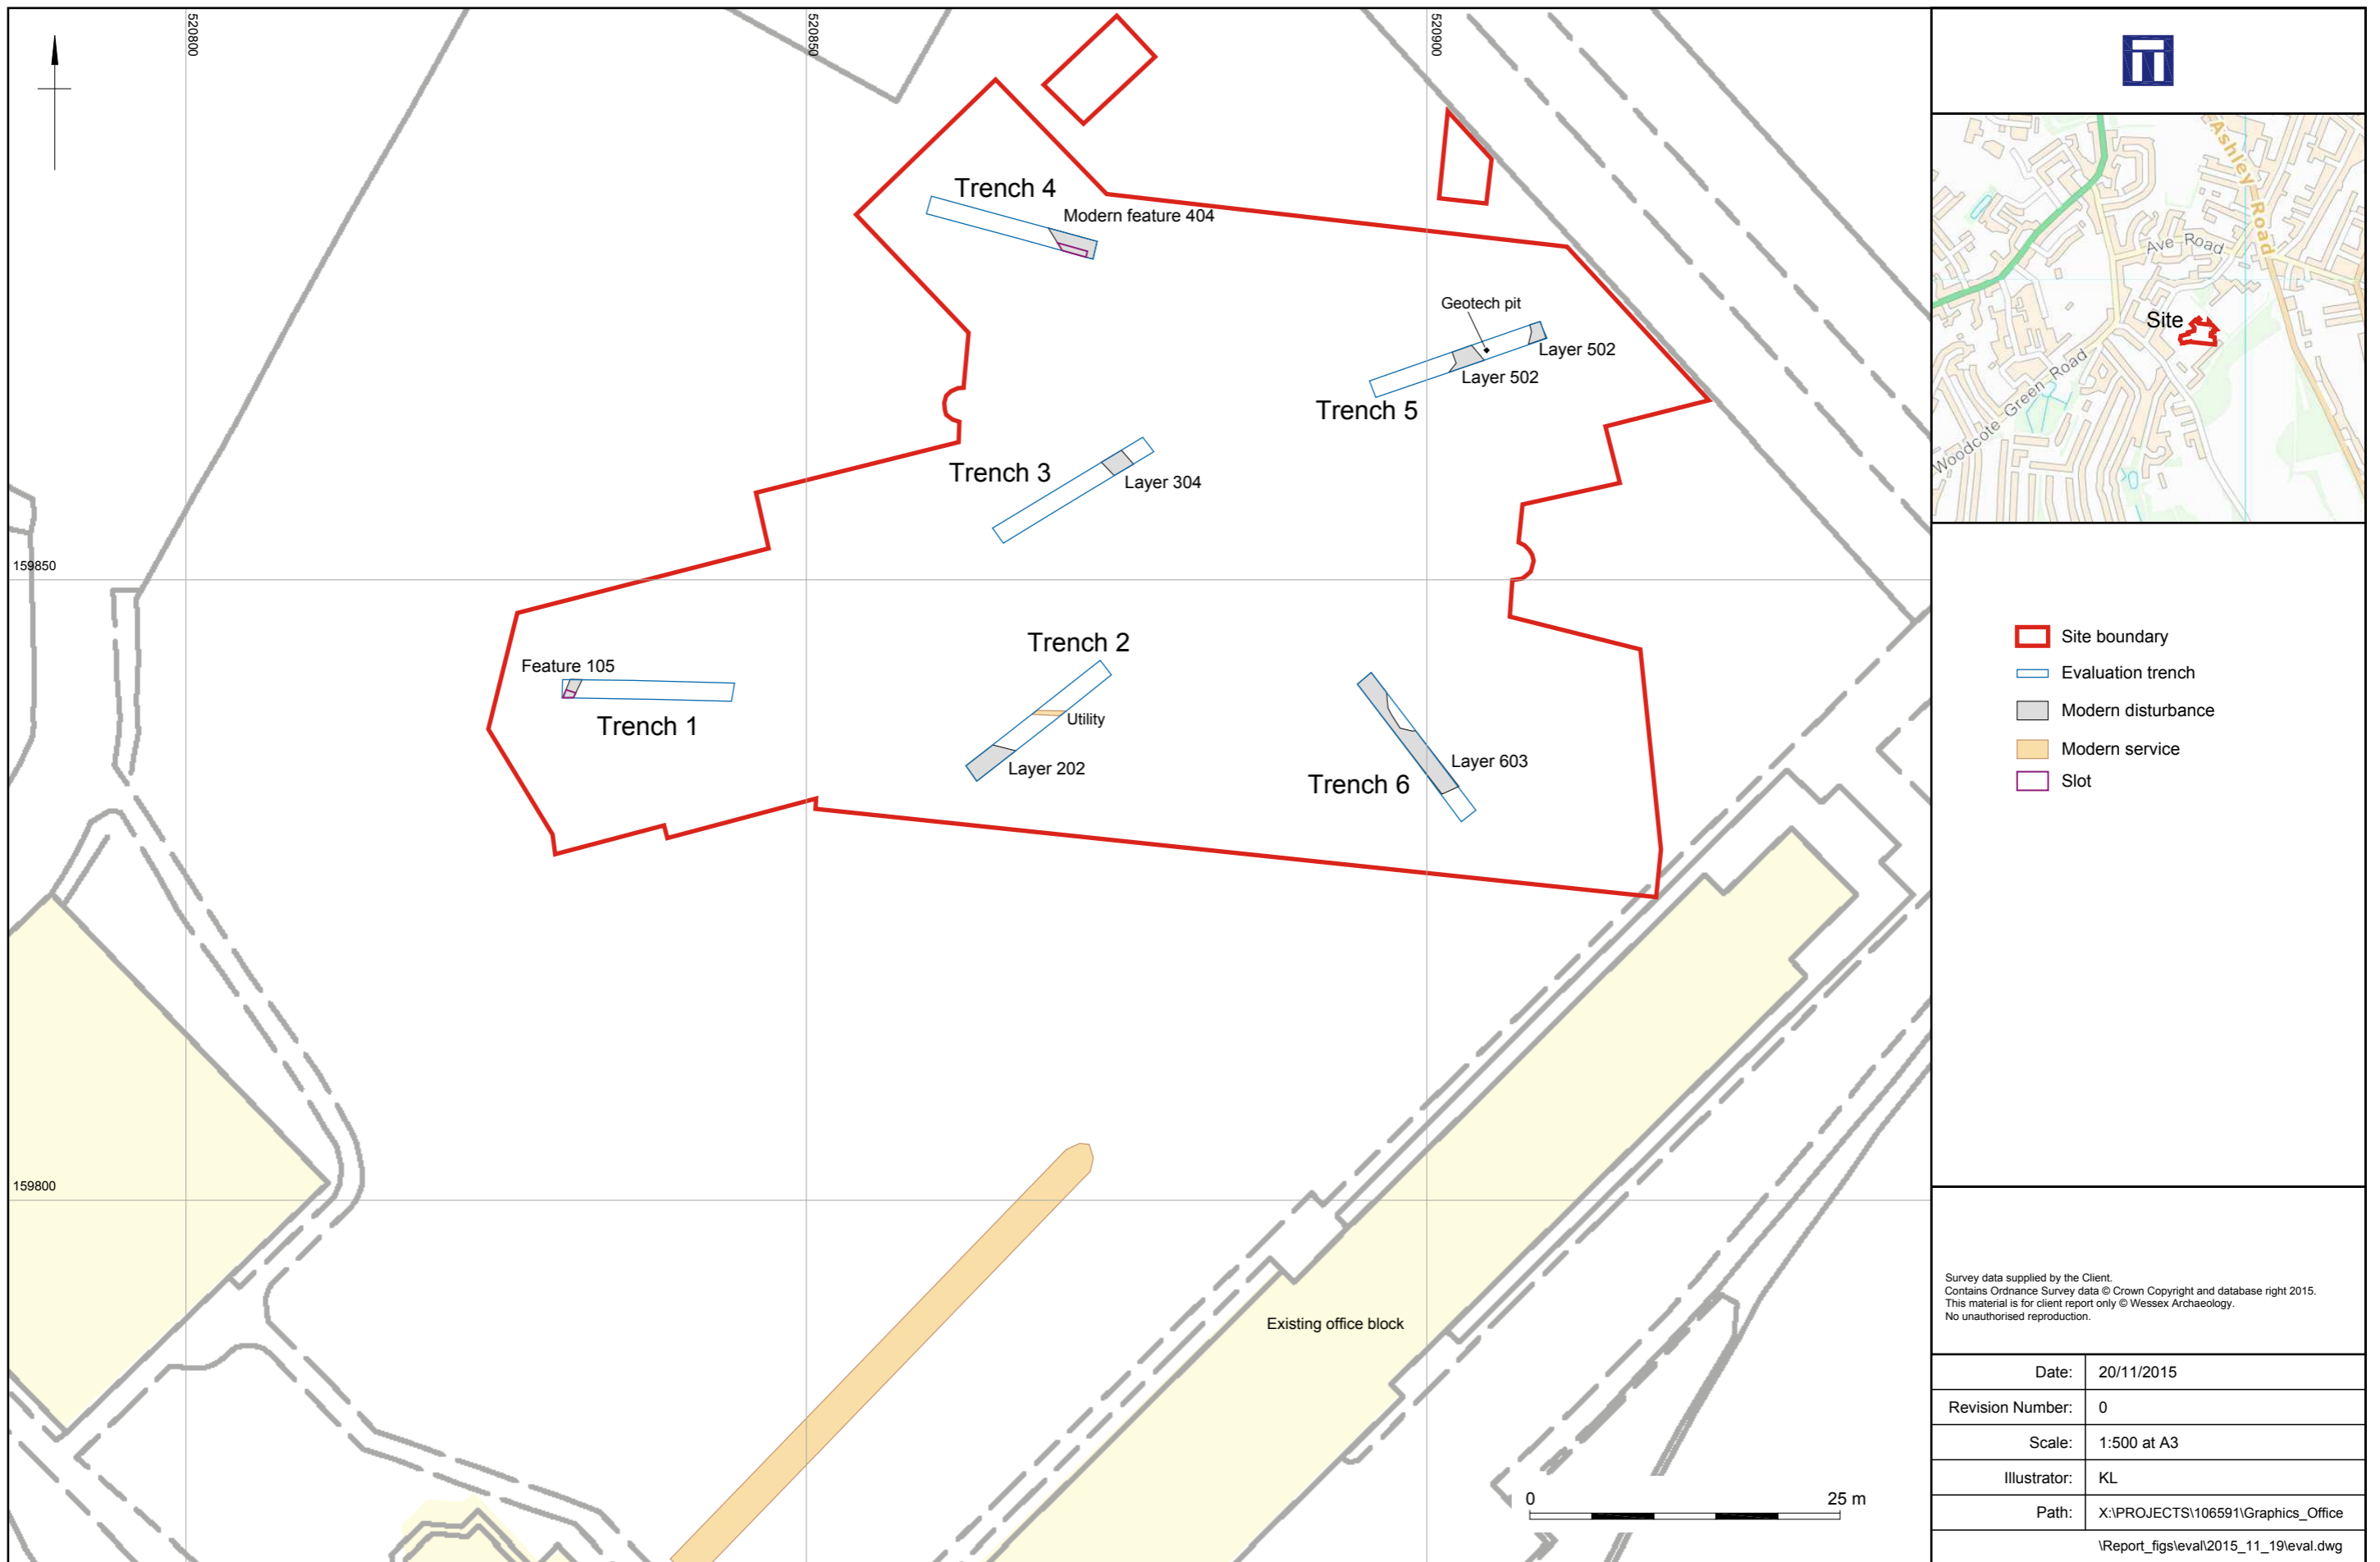 520800
520850
520900
Trench 4
Modern feature 404
Geotech pit
Layer 502
Layer 502
Trench 5
Trench 3
Layer 304
159850
Trench 2
Feature 105
Trench 1
Utility
Layer 202
Layer 603
Trench 6
159800
Existing office block
0 25 m
Ashley Road
Ave Road
Site
Woodcote Green Road
Site boundary
Evaluation trench
Modern disturbance
Modern service
Slot
Survey data supplied by the Client.
Contains Ordnance Survey data © Crown Copyright and database right 2015.
This material is for client report only © Wessex Archaeology.
No unauthorised reproduction.
Date: 20/11/2015
Revision Number: 0
Scale: 1:500 at A3
Illustrator: KL
Path: X:\PROJECTS\106591\Graphics_Office
\Report_figs\eval\2015_11_19\eval.dwg